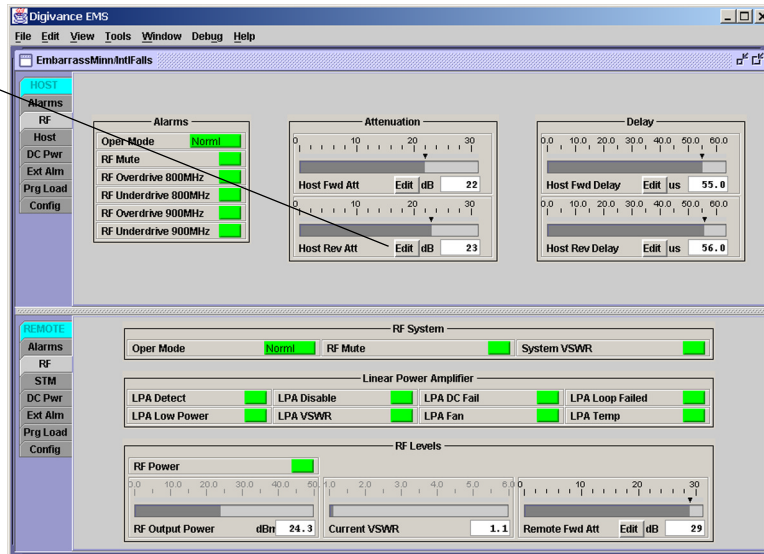 Digivance EMS
File Edit View Tools Window Debug Help
EmbarrassMinn/IntlFalls
HOST
Alarms
RF
Host
DC Pwr
Ext Alm
Prg Load
Config
Alarms
Oper Mode Norml
RF Mute
RF Overdrive 800MHz
RF Underdrive 800MHz
RF Overdrive 900MHz
RF Underdrive 900MHz
Attenuation
0 10 20 30
Host Fwd Att Edit dB 22
0 10 20 30
Host Rev Att Edit dB 23
Delay
0.0 10.0 20.0 30.0 40.0 50.0 60.0
Host Fwd Delay Edit us 55.0
0.0 10.0 20.0 30.0 40.0 50.0 60.0
Host Rev Delay Edit us 56.0
REMOTE
Alarms
RF
STM
DC Pwr
Ext Alm
Prg Load
Config
RF System
Oper Mode Norml RF Mute System VSWR
Linear Power Amplifier
LPA Detect LPA Disable LPA DC Fail LPA Loop Failed
LPA Low Power LPA VSWR LPA Fan LPA Temp
RF Levels
RF Power
0.0 10.0 20.0 30.0 40.0 50.
RF Output Power dBm 24.3
2.0 3.0 4.0 5.0 6.0
Current VSWR 1.1
0 10 20 30
Remote Fwd Att Edit dB 29